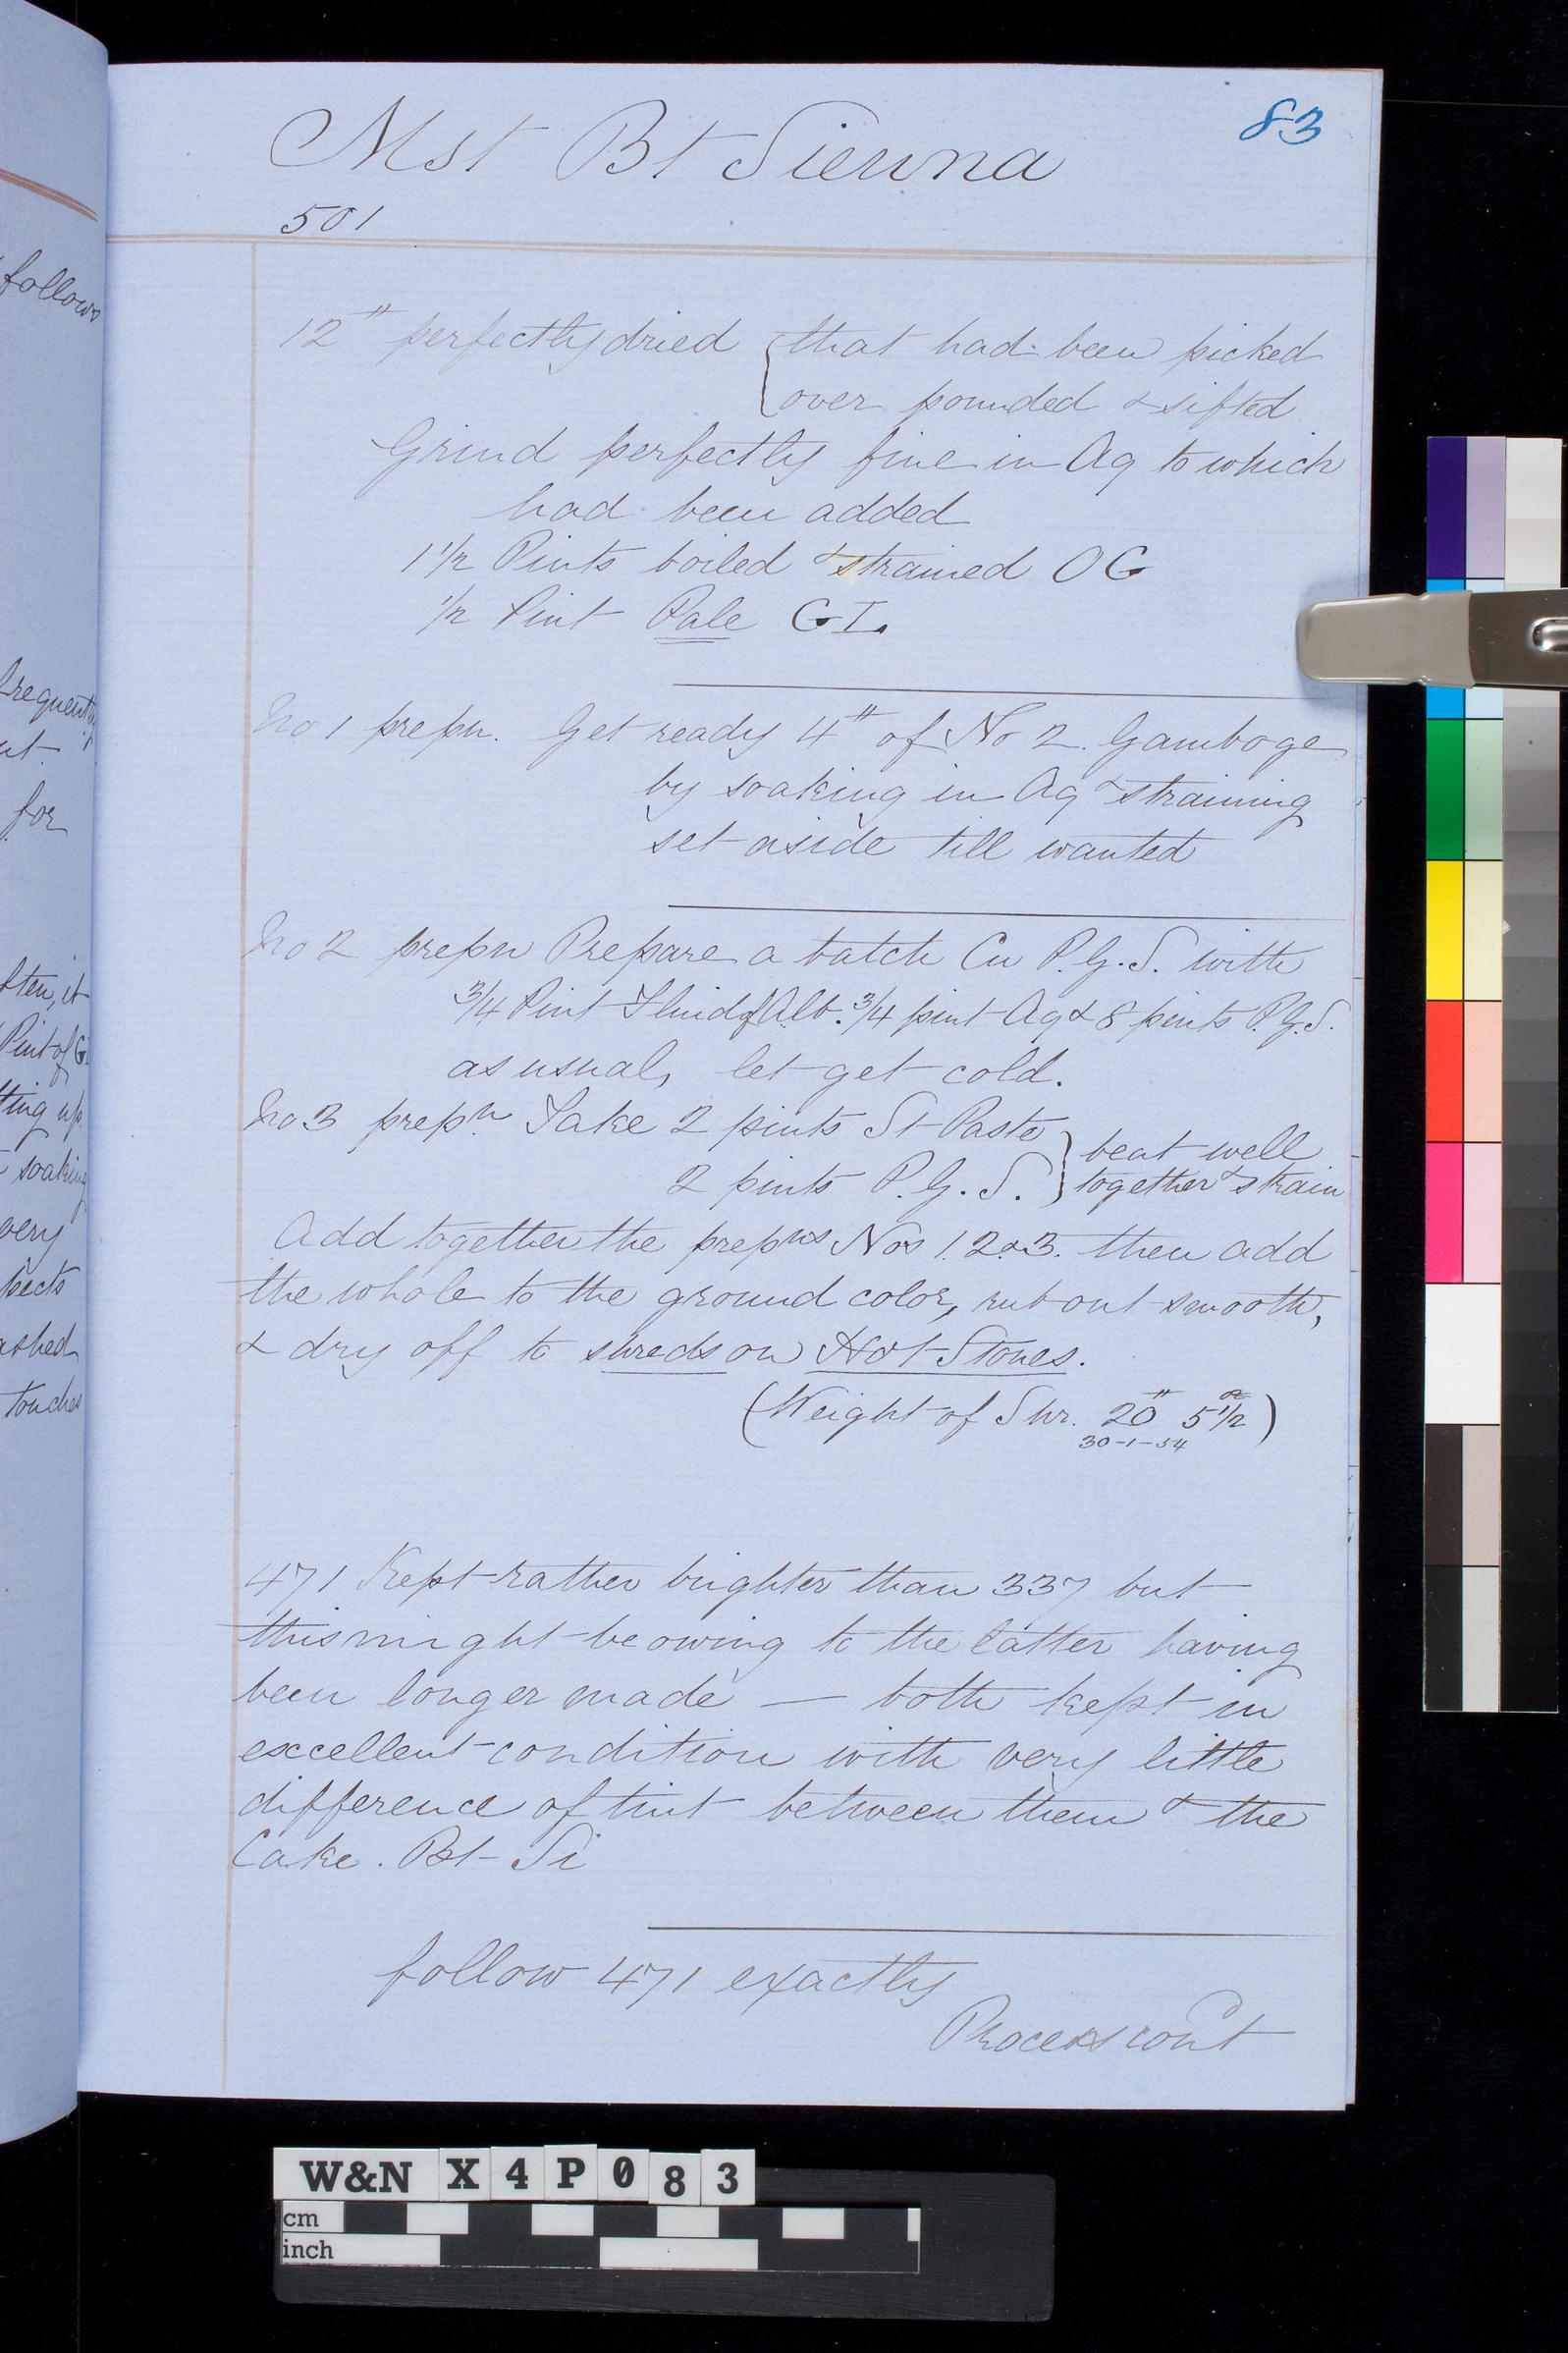 83
Mst Bt Sienna
501
12" perfectly dried { that had been picked
over pounded & sifted
Grind perfectly fine in Aq to which
had been added
1 1/2 Pints boiled & strained OG
1/2 Pint Pale GI.
No 1 prepn. Get ready 4" of No 2. Gamboge
by soaking in Aq & straining
set aside till wanted
No 2 prepn Prepare a batch Cu P.G.S. with
3/4 Pint Fluid of Alb. 3/4 pint Aq & 8 pints P.G.S.
as usual, let get cold.
No 3 prepn Take 2 pints St Paste } beat well
2 pints P.G.S. } together & strain
Add together the prepns Nos 1. 2. & 3. then add
the whole to the ground color, rub out smooth,
& dry off to shreds on Hot Stones.
(Weight of Shr. 20" 5 1/2 oz)
30-1-54
471 Kept rather brighter than 337 but
this might be owing to the latter having
been longer made — both kept in
excellent condition with very little
difference of tint between them & the
Cake. Bt Si
follow 471 exactly
Process cont
follows
frequently
for
often, it
Pint of G
ting up
soaking
very
pects
ashed
touches
W&N X4P083
cm
inch